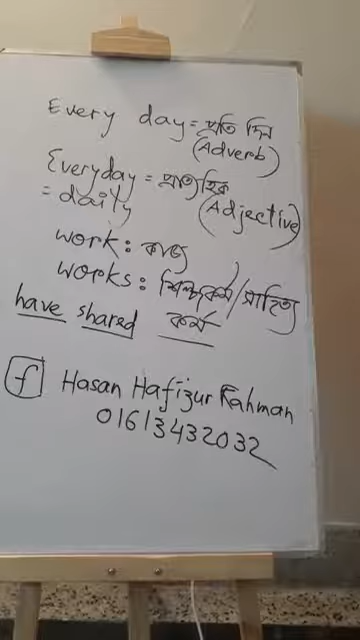 Every day = প্রতি দিন
(Adverb)
Everyday = প্রাত্যহিক
= daily (Adjective)
work: কাজ
works: শিল্পকর্ম/সাহিত্য
have shared কর্ম
f Hasan Hafizur Rahman
01613432032